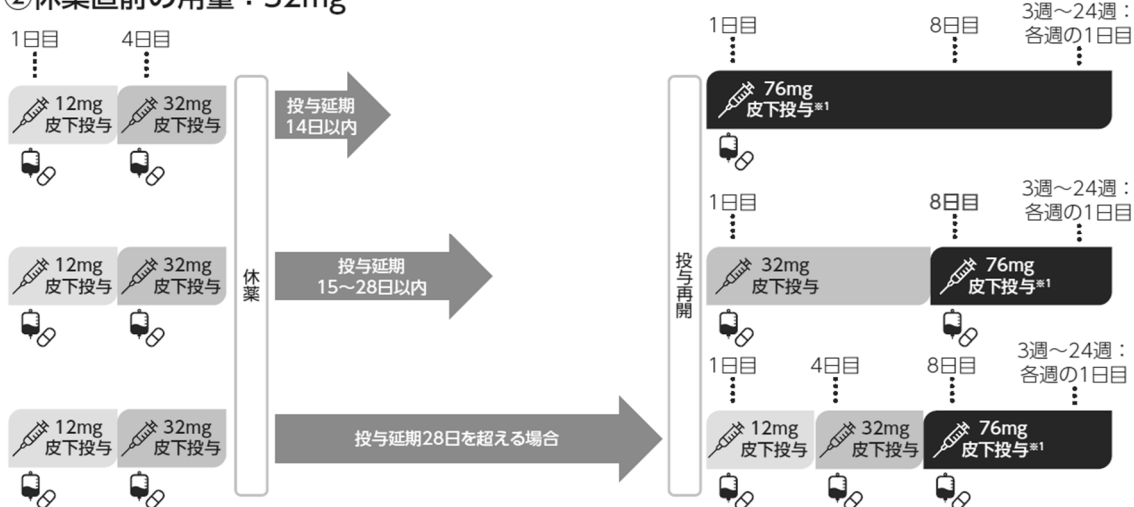 ②休薬直前の用量：32mg
1日目
4日目
12mg
皮下投与
32mg
皮下投与
投与延期
14日以内
1日目
8日目
3週～24週：
各週の1日目
76mg
皮下投与※1
12mg
皮下投与
32mg
皮下投与
休薬
投与延期
15～28日以内
投与再開
1日目
8日目
3週～24週：
各週の1日目
32mg
皮下投与
76mg
皮下投与※1
12mg
皮下投与
32mg
皮下投与
投与延期28日を超える場合
1日目
4日目
8日目
3週～24週：
各週の1日目
12mg
皮下投与
32mg
皮下投与
76mg
皮下投与※1